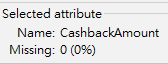 Selected attribute
Name: CashbackAmount
Missing: 0 (0%)